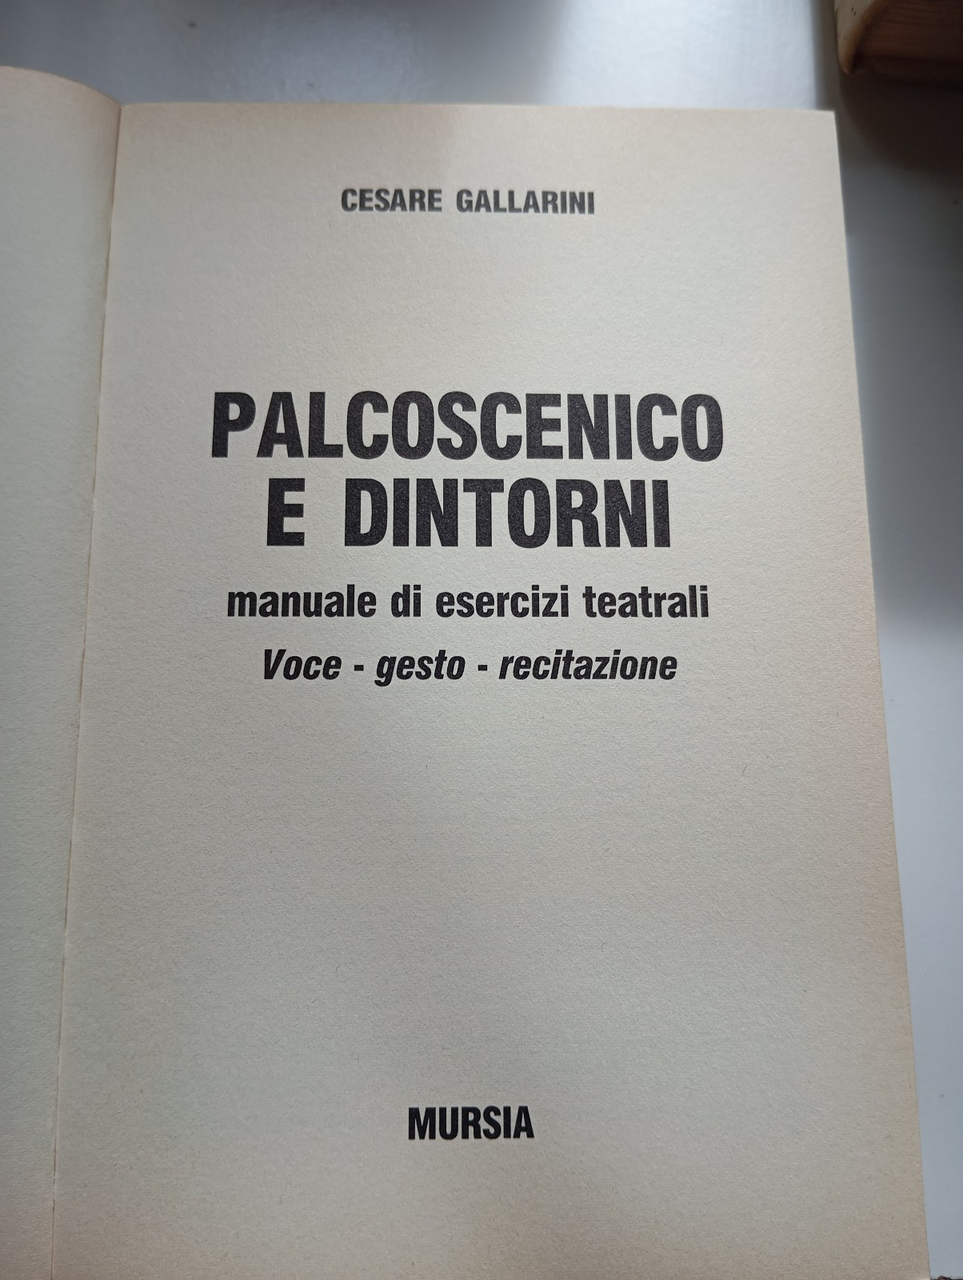 CESARE GALLARINI
PALCOSCENICO
E DINTORNI
manuale di esercizi teatrali
Voce - gesto - recitazione
MURSIA